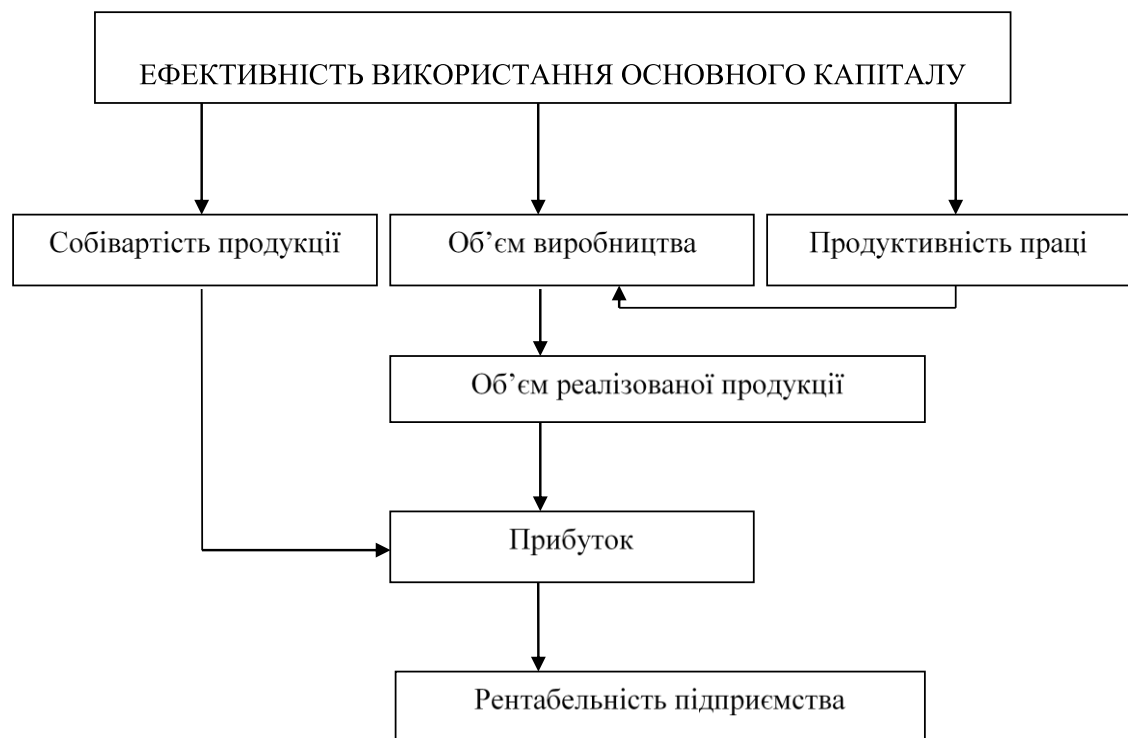 ЕФЕКТИВНІСТЬ ВИКОРИСТАННЯ ОСНОВНОГО КАПІТАЛУ
Собівартість продукції
Об’єм виробництва
Продуктивність праці
Об’єм реалізованої продукції
Прибуток
Рентабельність підприємства